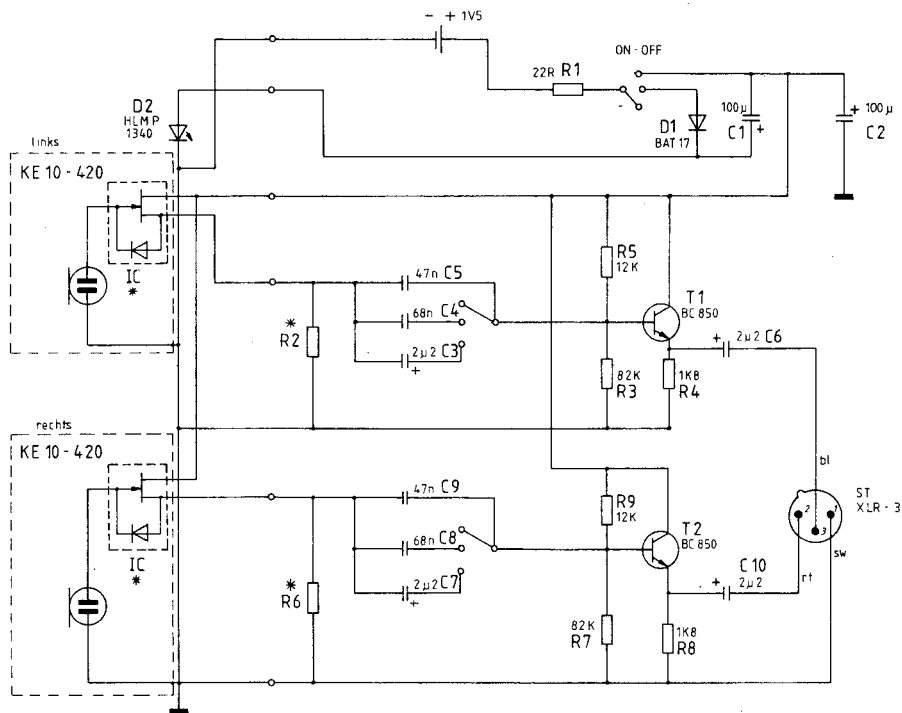 - + 1V5
ON - OFF
22R R1
D2
HLMP
1340
100µ
C1
+
D1
BAT 17
+ 100 µ
C2
links
KE 10 - 420
IC
*
R5
12K
47n C5
68n C4
2µ2 C3
+
*
R2
T1
BC 850
+ 2µ2 C6
82K
R3
1K8
R4
rechts
KE 10 - 420
IC
*
47n C9
68n C8
2µ2 C7
+
*
R6
R9
12K
T2
BC 850
bl
ST
XLR - 3
2
1
3
sw
rt
C10
+ 2µ2
82K
R7
1K8
R8